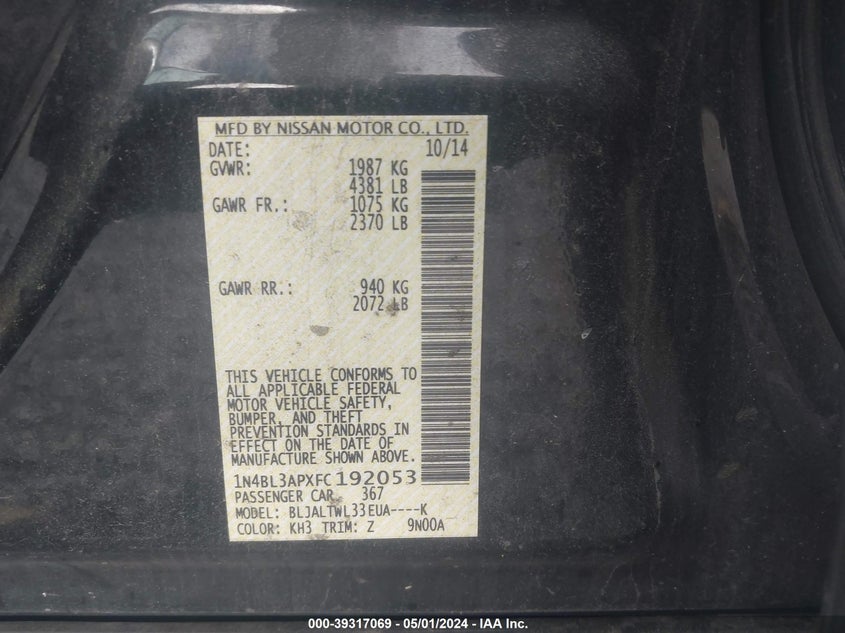 MFD BY NISSAN MOTOR CO., LTD.
DATE: 10/14
GVWR: 1987 KG
4381 LB
GAWR FR.: 1075 KG
2370 LB
GAWR RR.: 940 KG
2072 LB
THIS VEHICLE CONFORMS TO
ALL APPLICABLE FEDERAL
MOTOR VEHICLE SAFETY,
BUMPER, AND THEFT
PREVENTION STANDARDS IN
EFFECT ON THE DATE OF
MANUFACTURE SHOWN ABOVE.
1N4BL3APXFC192053
PASSENGER CAR 367
MODEL: BLJALTWL33EUA----K
COLOR: KH3 TRIM: Z 9N00A
000-39317069 - 05/01/2024 - IAA Inc.